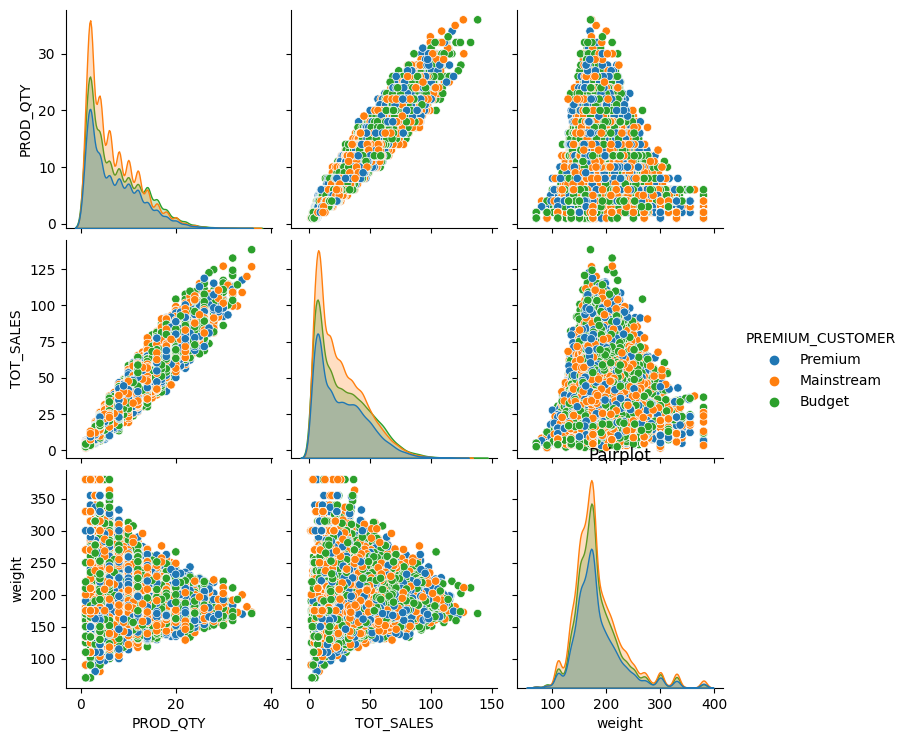 PROD_QTY
30
20
10
0
TOT_SALES
125
100
75
50
25
0
PREMIUM_CUSTOMER
Premium
Mainstream
Budget
Pairplot
weight
350
300
250
200
150
100
0 20 40
PROD_QTY
0 50 100 150
TOT_SALES
100 200 300 400
weight